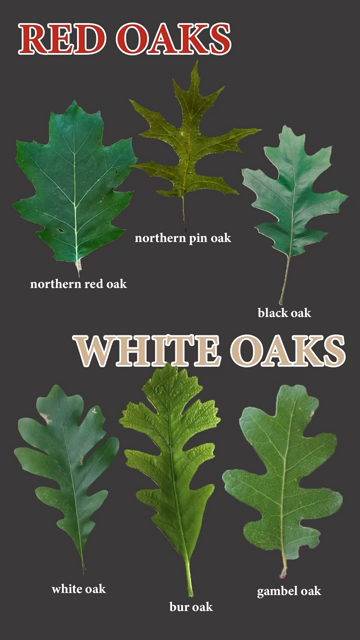 RED OAKS
northern pin oak
northern red oak
black oak
WHITE OAKS
white oak
bur oak
gambel oak